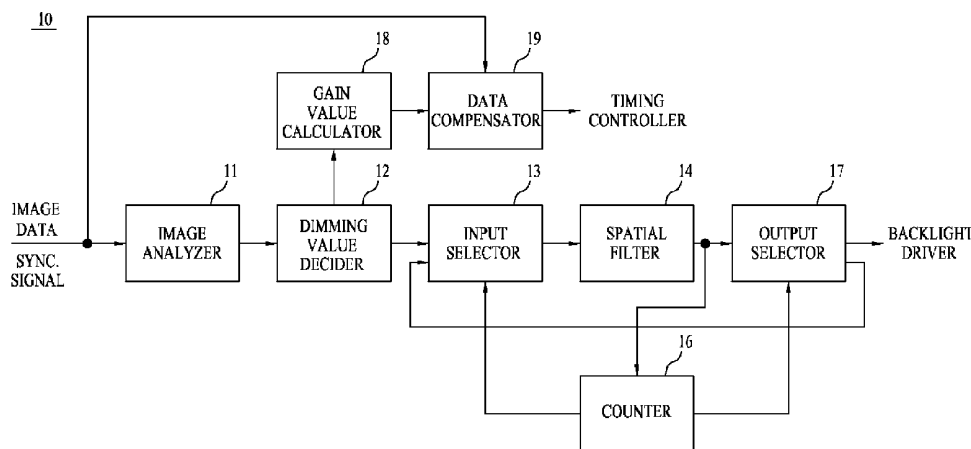 10
18
19
GAIN
VALUE
CALCULATOR
DATA
COMPENSATOR
TIMING
CONTROLLER
11
12
13
14
17
IMAGE
DATA
SYNC.
SIGNAL
IMAGE
ANALYZER
DIMMING
VALUE
DECIDER
INPUT
SELECTOR
SPATIAL
FILTER
OUTPUT
SELECTOR
BACKLIGHT
DRIVER
16
COUNTER